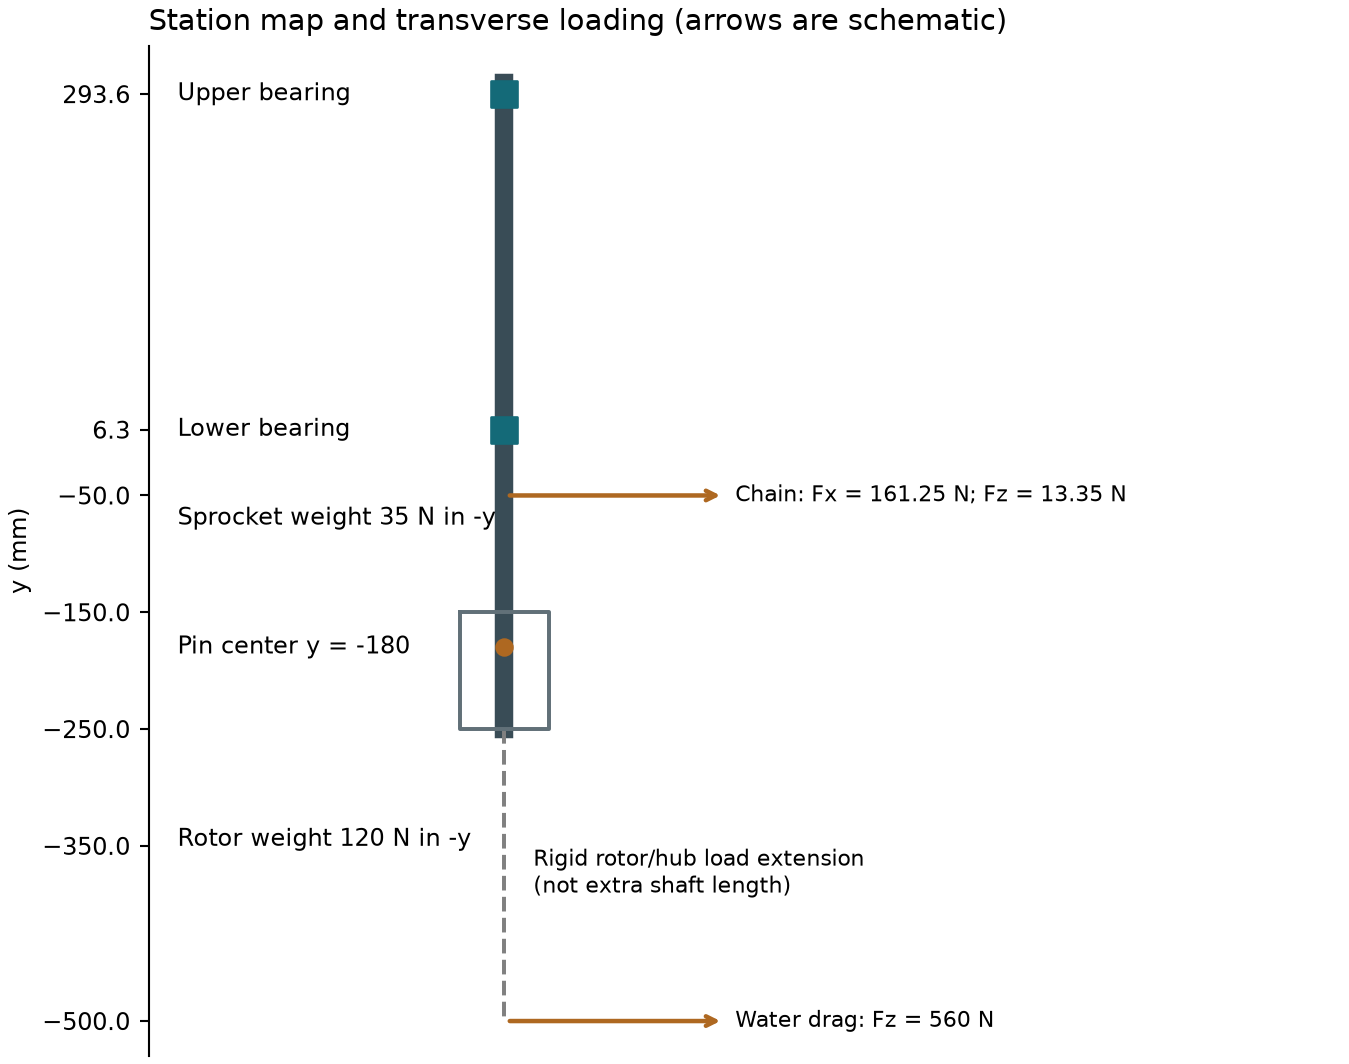 Station map and transverse loading (arrows are schematic)
293.6
Upper bearing
6.3
Lower bearing
−50.0
Chain: Fx = 161.25 N; Fz = 13.35 N
Sprocket weight 35 N in -y
y (mm)
−150.0
Pin center y = -180
−250.0
−350.0
Rotor weight 120 N in -y
Rigid rotor/hub load extension
(not extra shaft length)
−500.0
Water drag: Fz = 560 N